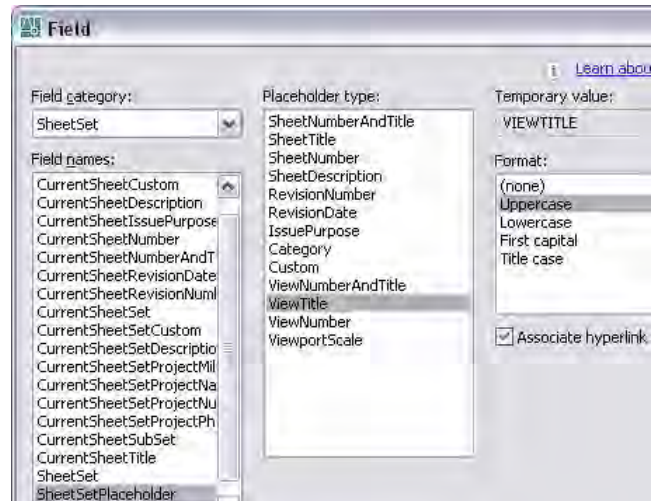 Field
Learn abou
Field category:
SheetSet
Field names:
CurrentSheetCustom
CurrentSheetDescription
CurrentSheetIssuePurpose
CurrentSheetNumber
CurrentSheetNumberAndT
CurrentSheetRevisionDate
CurrentSheetRevisionNuml
CurrentSheetSet
CurrentSheetSetCustom
CurrentSheetSetDescriptio
CurrentSheetSetProjectMil
CurrentSheetSetProjectNa
CurrentSheetSetProjectNu
CurrentSheetSetProjectPh
CurrentSheetSubSet
CurrentSheetTitle
SheetSet
SheetSetPlaceholder
Placeholder type:
SheetNumberAndTitle
SheetTitle
SheetNumber
SheetDescription
RevisionNumber
RevisionDate
IssuePurpose
Category
Custom
ViewNumberAndTitle
ViewTitle
ViewNumber
ViewportScale
Temporary value:
VIEWTITLE
Format:
(none)
Uppercase
Lowercase
First capital
Title case
Associate hyperlink